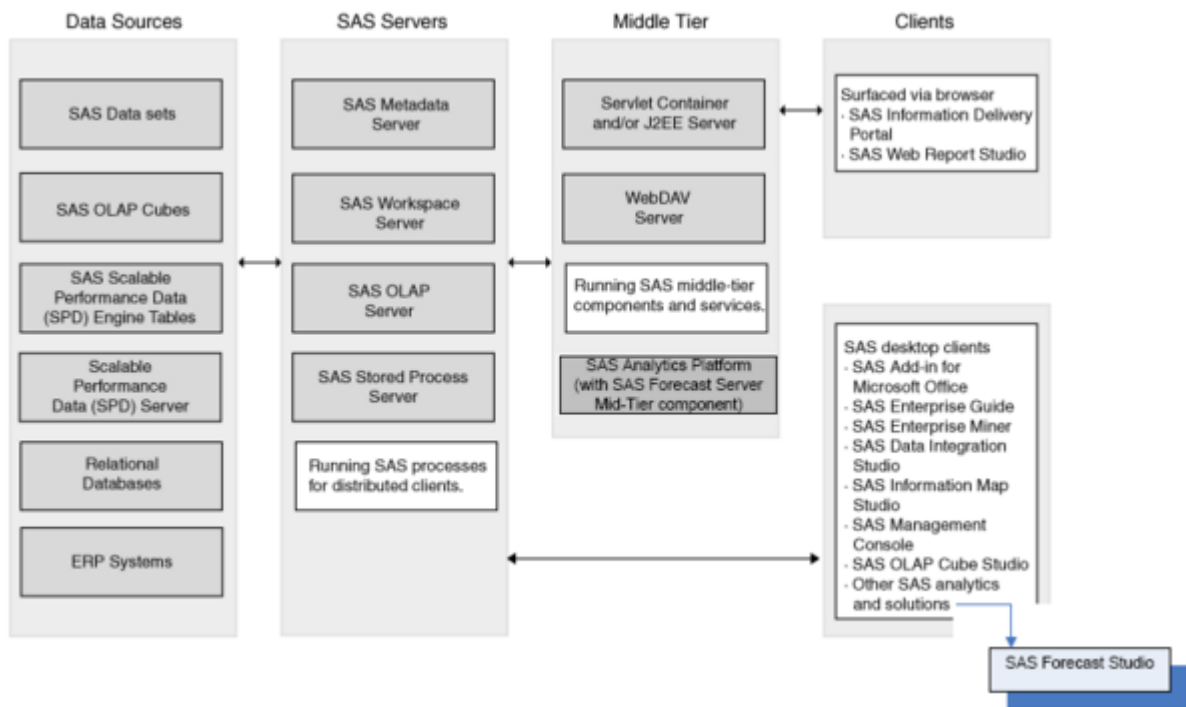 Data Sources
SAS Servers
Middle Tier
Clients
SAS Data sets
SAS OLAP Cubes
SAS Scalable
Performance Data
(SPD) Engine Tables
Scalable
Performance
Data (SPD) Server
Relational
Databases
ERP Systems
SAS Metadata
Server
SAS Workspace
Server
SAS OLAP
Server
SAS Stored Process
Server
Running SAS processes
for distributed clients.
Servlet Container
and/or J2EE Server
WebDAV
Server
Running SAS middle-tier
components and services.
SAS Analytics Platform
(with SAS Forecast Server
Mid-Tier component)
Surfaced via browser
· SAS Information Delivery
Portal
· SAS Web Report Studio
SAS desktop clients
· SAS Add-in for
Microsoft Office
· SAS Enterprise Guide
· SAS Enterprise Miner
· SAS Data Integration
Studio
· SAS Information Map
Studio
· SAS Management
Console
· SAS OLAP Cube Studio
· Other SAS analytics
and solutions
SAS Forecast Studio